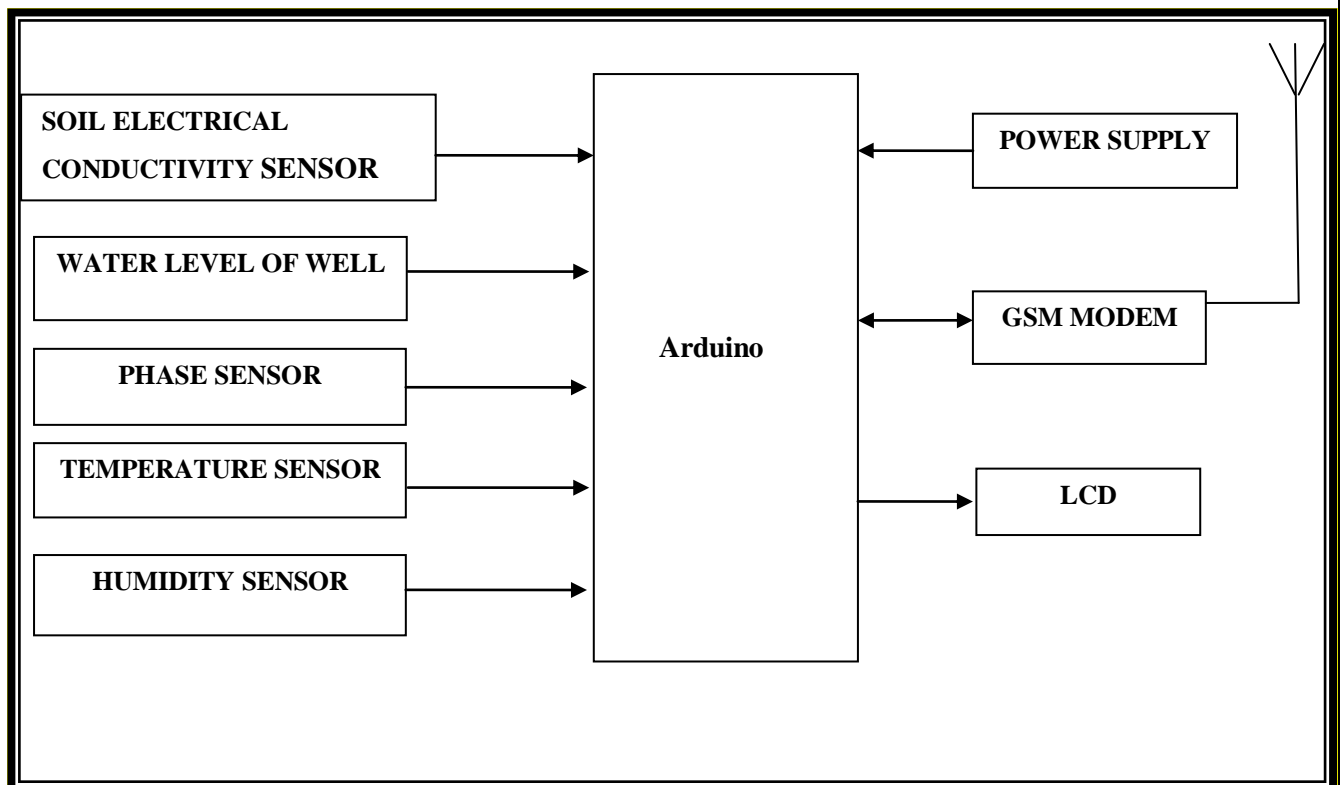 SOIL ELECTRICAL
CONDUCTIVITY SENSOR
WATER LEVEL OF WELL
PHASE SENSOR
TEMPERATURE SENSOR
HUMIDITY SENSOR
Arduino
POWER SUPPLY
GSM MODEM
LCD